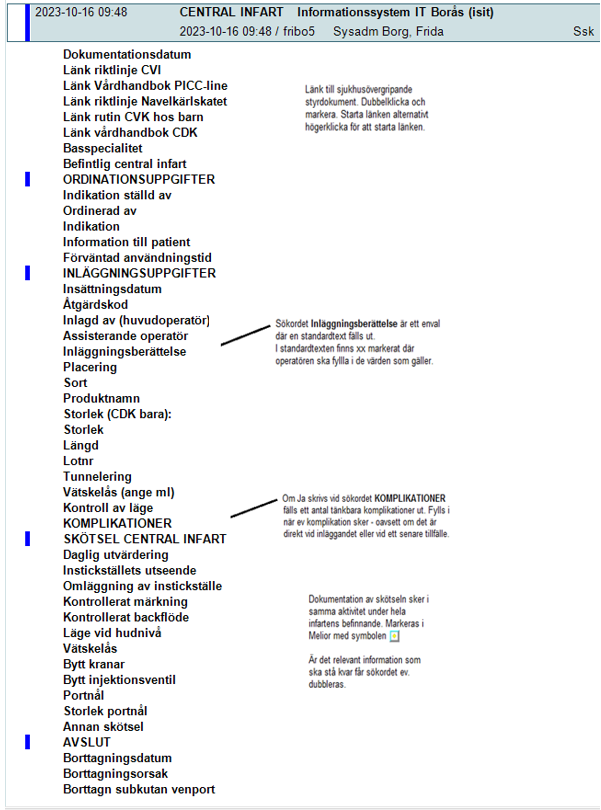 2023-10-16 09:48 CENTRAL INFART Informationssystem IT Borås (isit)
2023-10-16 09:48 / fribo5 Sysadm Borg, Frida Ssk
Dokumentationsdatum
Länk riktlinje CVI
Länk Vårdhandbok PICC-line
Länk riktlinje Navelkärlskatet
Länk rutin CVK hos barn
Länk vårdhandbok CDK
Basspecialitet
Befintlig central infart
Länk till sjukhusövergripande
styrdokument. Dubbelklicka och
markera. Starta länken alternativt
högerklicka för att starta länken.
ORDINATIONSUPPGIFTER
Indikation ställd av
Ordinerad av
Indikation
Information till patient
Förväntad användningstid
INLÄGGNINGSUPPGIFTER
Insättningsdatum
Åtgärdskod
Inlagd av (huvudoperatör)
Assisterande operatör
Inläggningsberättelse
Placering
Sort
Produktnamn
Storlek (CDK bara):
Storlek
Längd
Lotnr
Tunnelering
Vätskelås (ange ml)
Kontroll av läge
KOMPLIKATIONER
Sökordet Inläggningsberättelse är ett enval
där en standardtext fälls ut.
I standardtexten finns xx markerat där
operatören ska fyllla i de värden som gäller.
Om Ja skrivs vid sökordet KOMPLIKATIONER
fälls ett antal tänkbara komplikationer ut. Fylls i
när ev komplikation sker - oavsett om det är
direkt vid inläggandet eller vid ett senare tillfälle.
SKÖTSEL CENTRAL INFART
Daglig utvärdering
Instickställets utseende
Omläggning av instickställe
Kontrollerat märkning
Kontrollerat backflöde
Läge vid hudnivå
Vätskelås
Bytt kranar
Bytt injektionsventil
Portnål
Storlek portnål
Annan skötsel
Dokumentation av skötseln sker i
samma aktivitet under hela
infartens befinnande. Markeras i
Melior med symbolen
Är det relevant information som
ska stå kvar får sökordet ev.
dubbleras.
AVSLUT
Borttagningsdatum
Borttagningsorsak
Borttagn subkutan venport